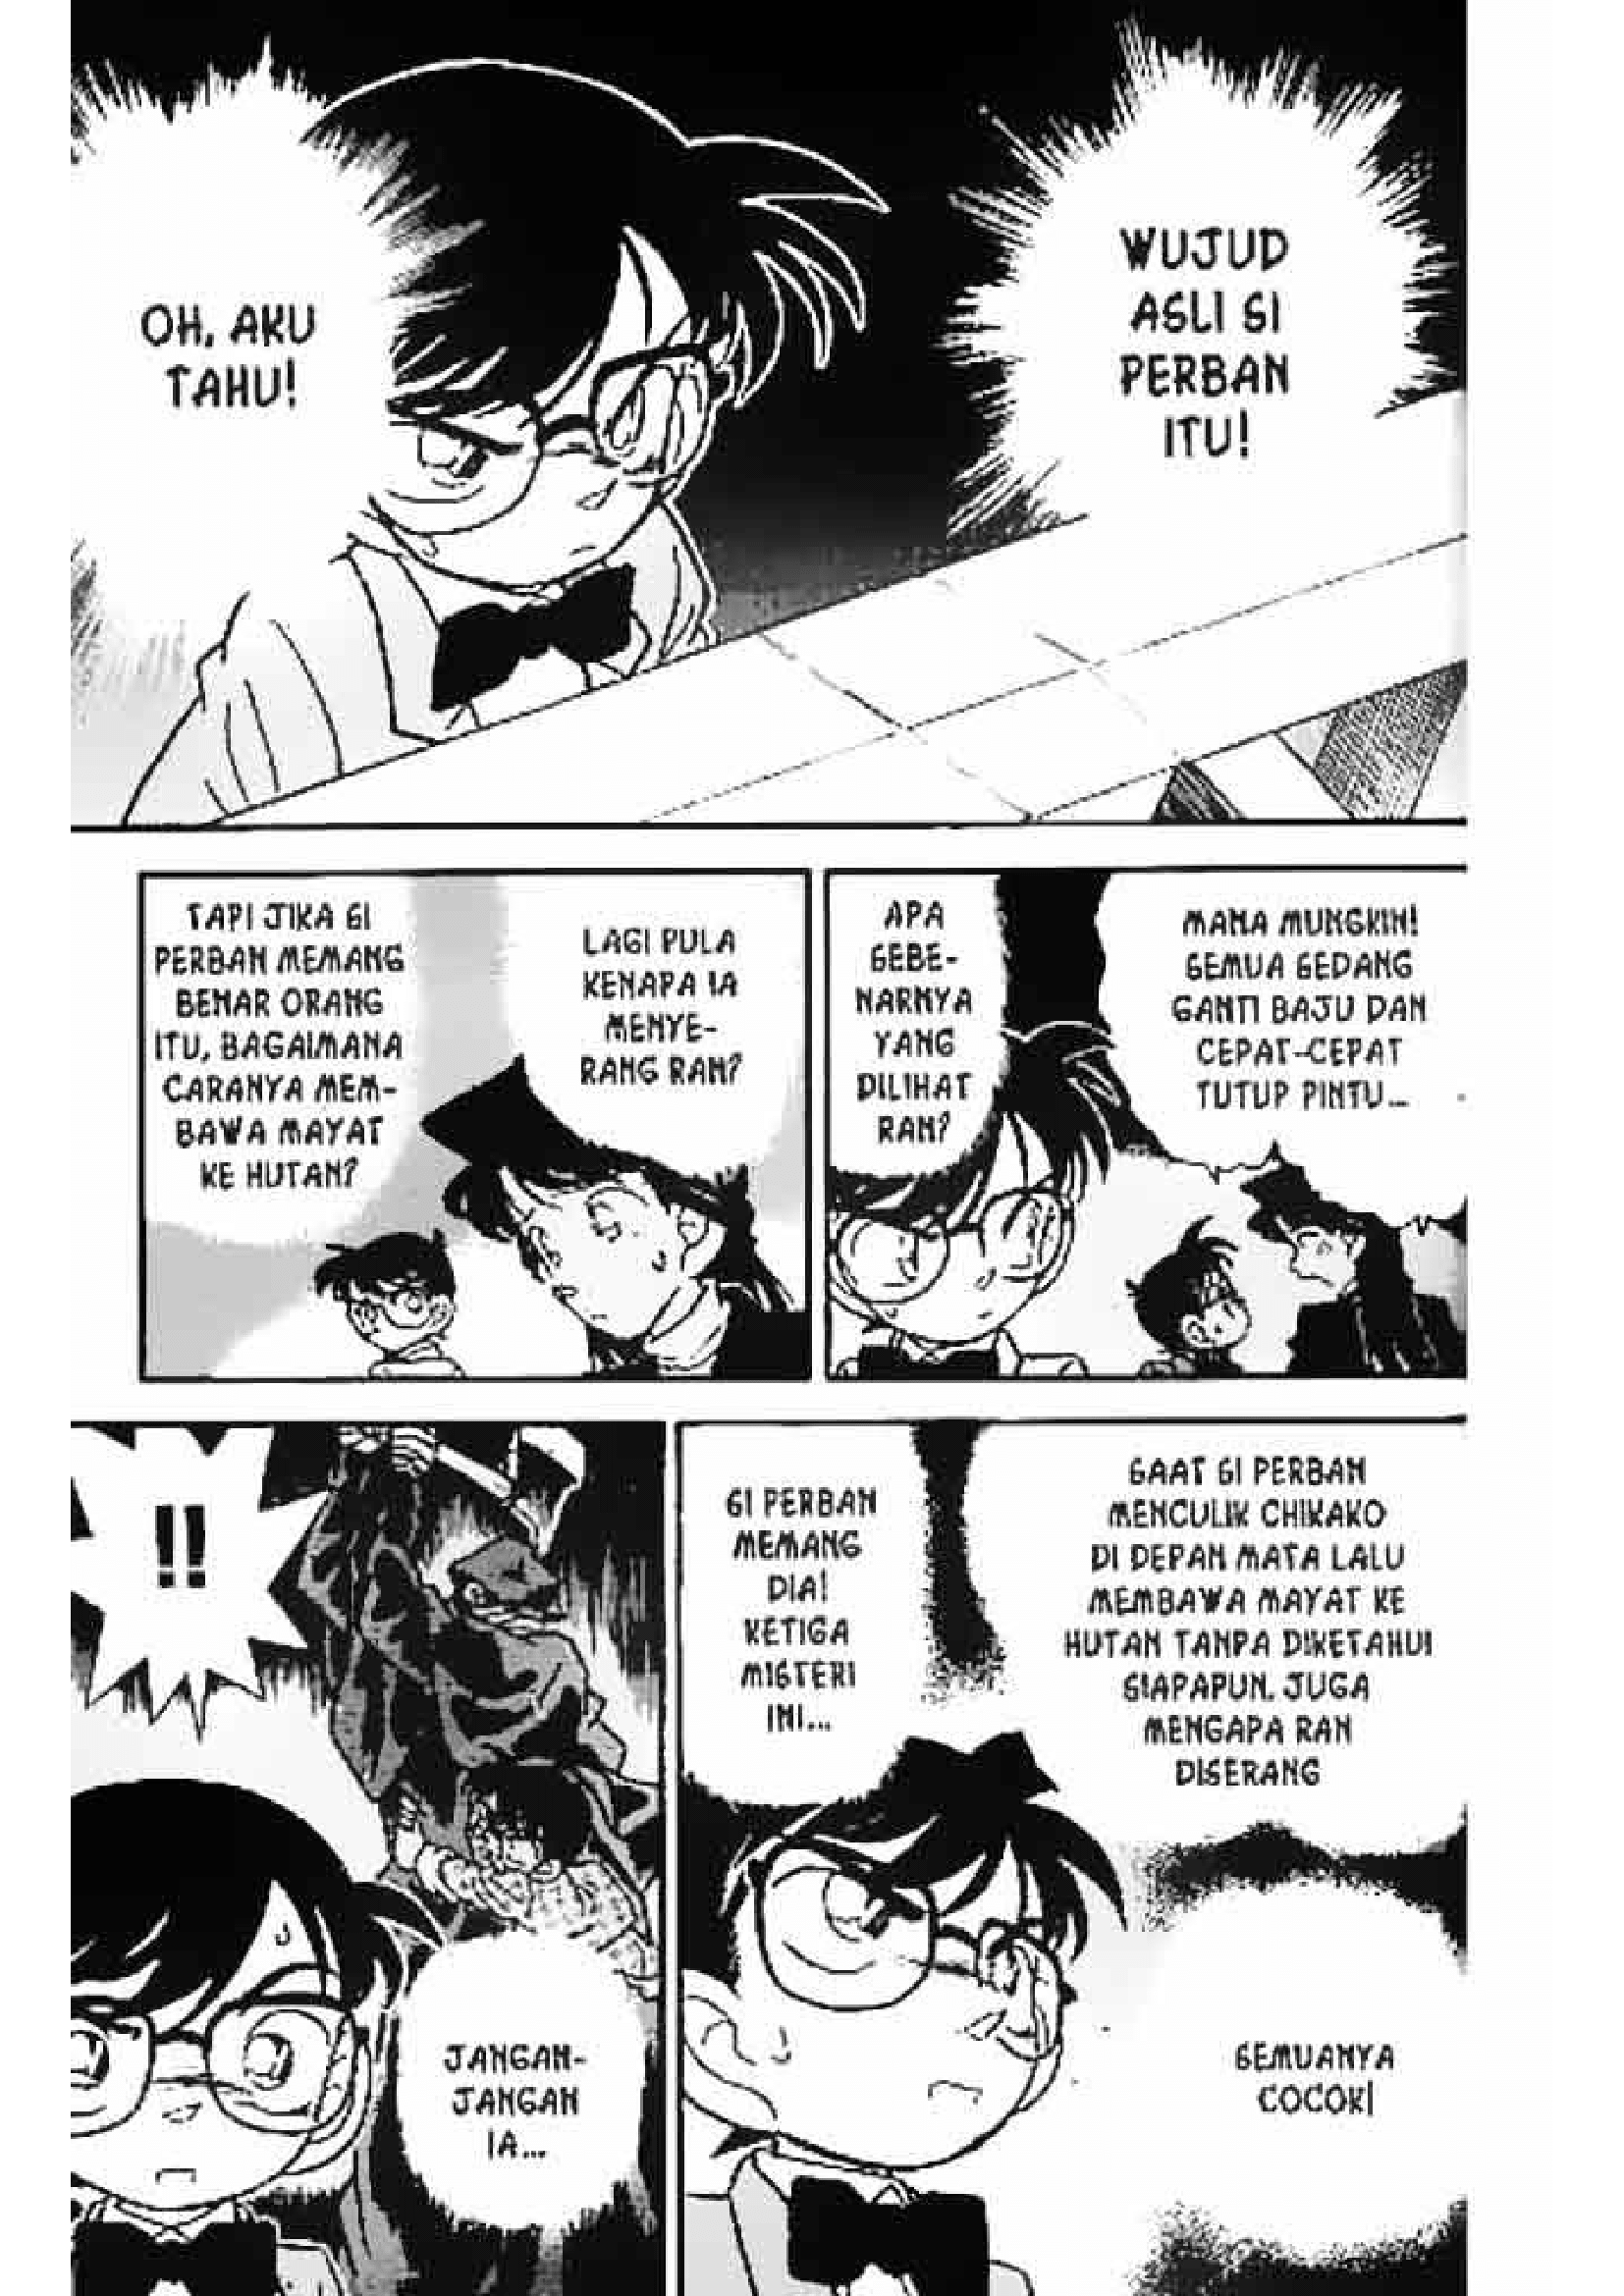 WUJUD
ASLI SI
PERBAN
ITU!
OH, AKU
TAHU!
MANA MUNGKIN!
SEMUA SEDANG
GANTI BAJU DAN
CEPAT-CEPAT
TUTUP PINTU...
APA
SEBE-
NARNYA
YANG
DILIHAT
RAN?
LAGI PULA
KENAPA IA
MENYE-
RANG RAN?
TAPI JIKA SI
PERBAN MEMANG
BENAR ORANG
ITU, BAGAIMANA
CARANYA MEM-
BAWA MAYAT
KE HUTAN?
SAAT SI PERBAN
MENCULIK CHIKAKO
DI DEPAN MATA LALU
MEMBAWA MAYAT KE
HUTAN TANPA DIKETAHUI
SIAPAPUN. JUGA
MENGAPA RAN
DISERANG
SI PERBAN
MEMANG
DIA!
KETIGA
MISTERI
INI...
SEMUANYA
COCOK!
!!
JANGAN-
JANGAN
IA...